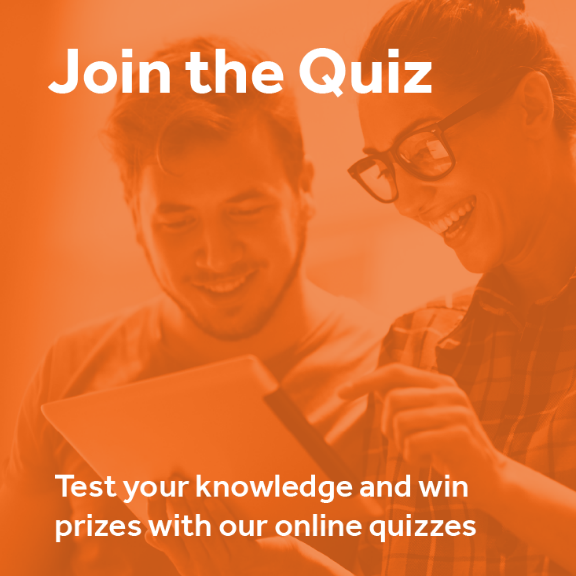 Join the Quiz
Test your knowledge and win
prizes with our online quizzes